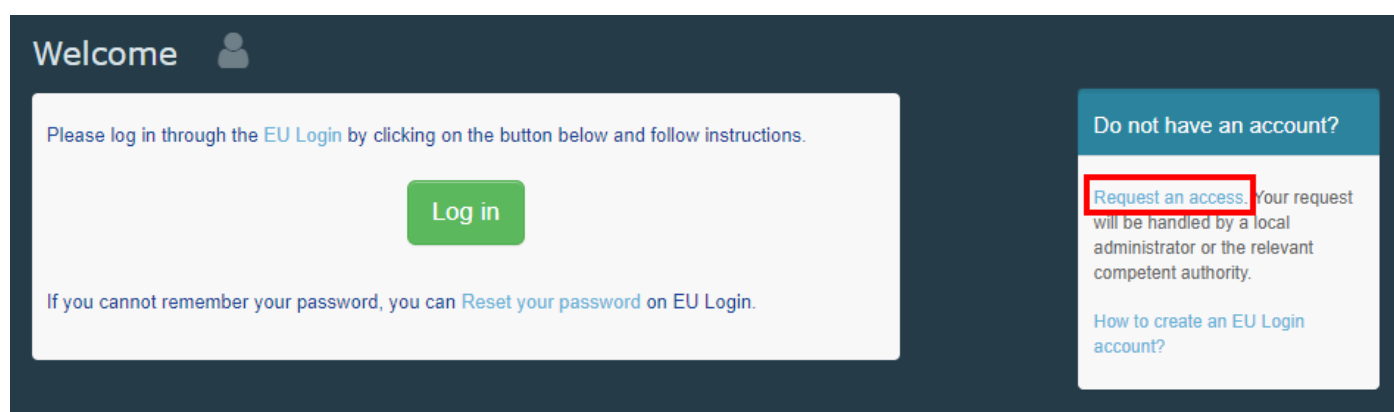 Welcome
Please log in through the EU Login by clicking on the button below and follow instructions.
Log in
If you cannot remember your password, you can Reset your password on EU Login.
Do not have an account?
Request an access. Your request
will be handled by a local
administrator or the relevant
competent authority.
How to create an EU Login
account?